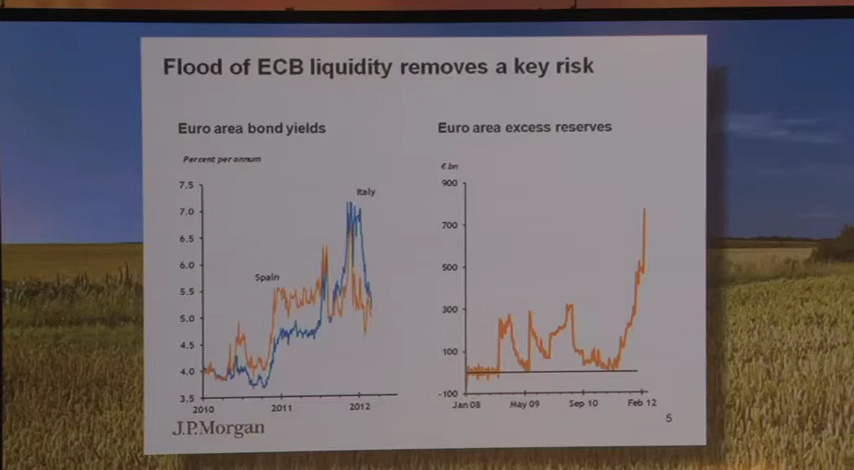 Flood of ECB liquidity removes a key risk
Euro area bond yields
Percent per annum
7.5
7.0
6.5
6.0
5.5
5.0
4.5
4.0
3.5
Italy
Spain
2010
2011
2012
Euro area excess reserves
€ bn
900
700
500
300
100
-100
Jan 08
May 09
Sep 10
Feb 12
J.P.Morgan
5